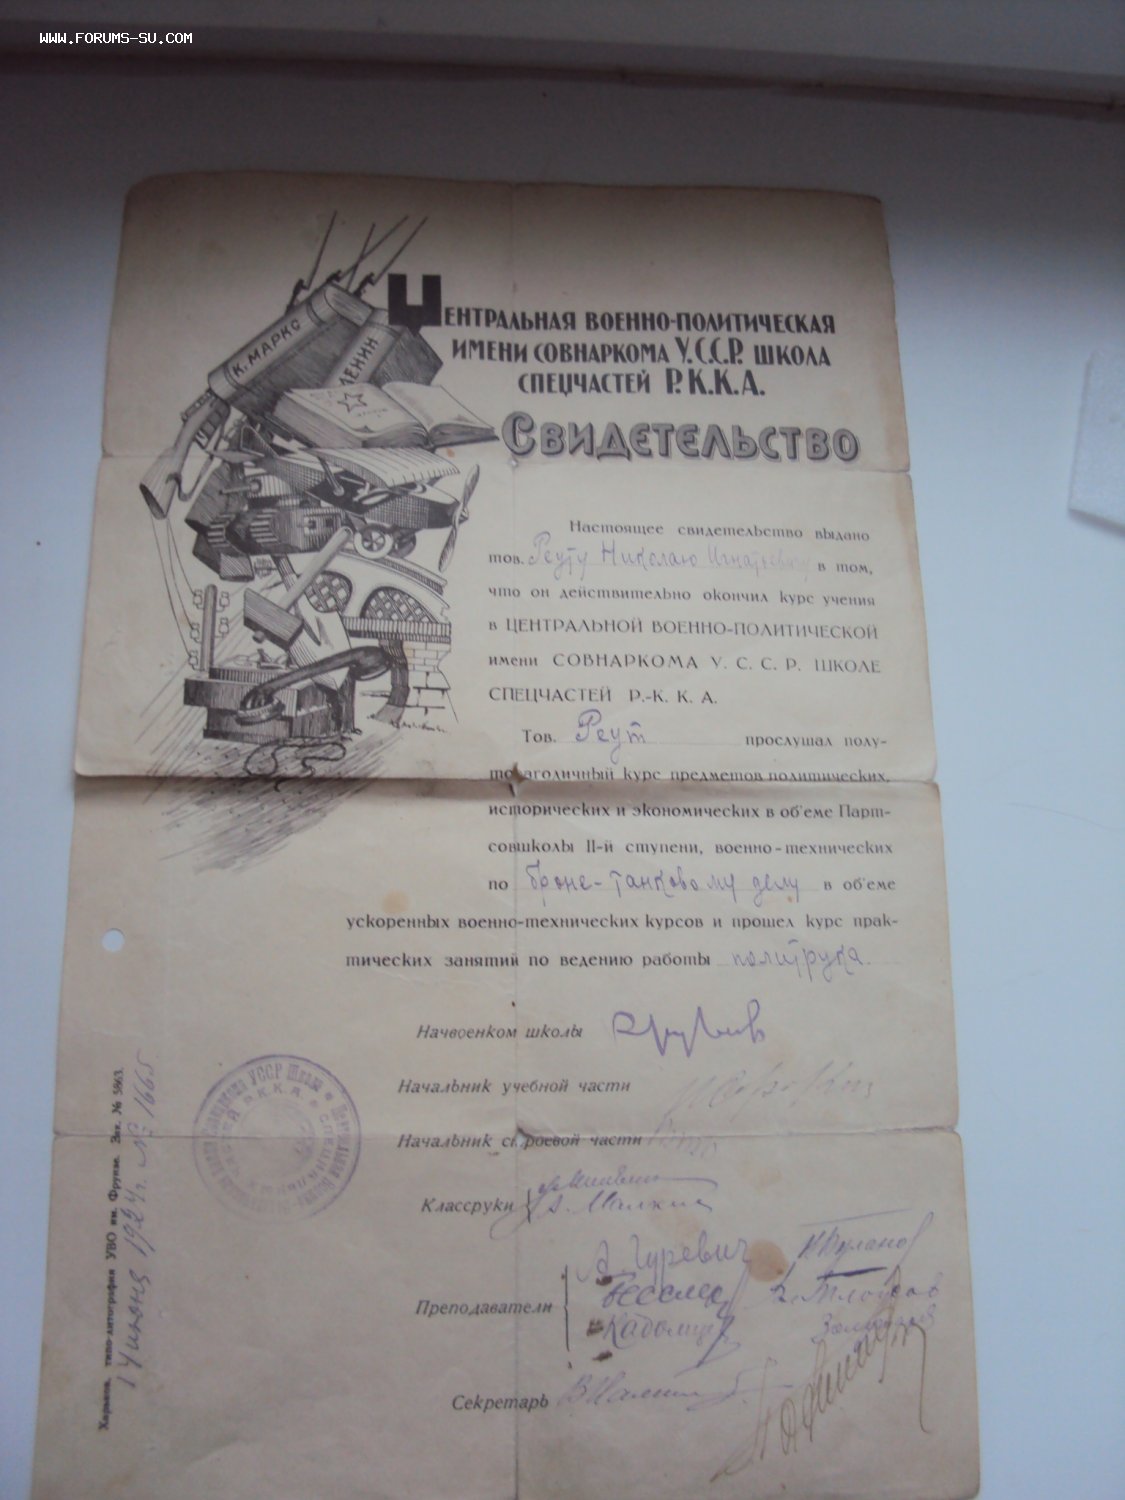 www.forums-su.com
К. МАРКС
ЛЕНИН
ЦЕНТРАЛЬНАЯ ВОЕННО-ПОЛИТИЧЕСКАЯ
ИМЕНИ СОВНАРКОМА У.С.С.Р. ШКОЛА
СПЕЦЧАСТЕЙ Р.К.К.А.
СВИДЕТЕЛЬСТВО
Настоящее свидетельство выдано
тов. Реуту Николаю Игнатьевичу в том,
что он действительно окончил курс учения
в ЦЕНТРАЛЬНОЙ ВОЕННО-ПОЛИТИЧЕСКОЙ
имени СОВНАРКОМА У. С. С. Р. ШКОЛЕ
СПЕЦЧАСТЕЙ Р.-К. К. А.
Тов. Реут прослушал полу-
торагодичный курс предметов политических,
исторических и экономических в об'еме Парт-
совшколы II-й ступени, военно-технических
по броне-танковому делу в об'еме
ускоренных военно-технических курсов и прошел курс прак-
тических занятий по ведению работы политрука.
Начвоенком школы
Начальник учебной части
Начальник строевой части
Классруки
А. Малкин
Преподаватели
А. Гуревич
Бесслер
Кадомцев
Секретарь
Харьков, типо-литография УВО им. Фрунзе. Зак. № 5863.
14 июня 1924 г. № 1665